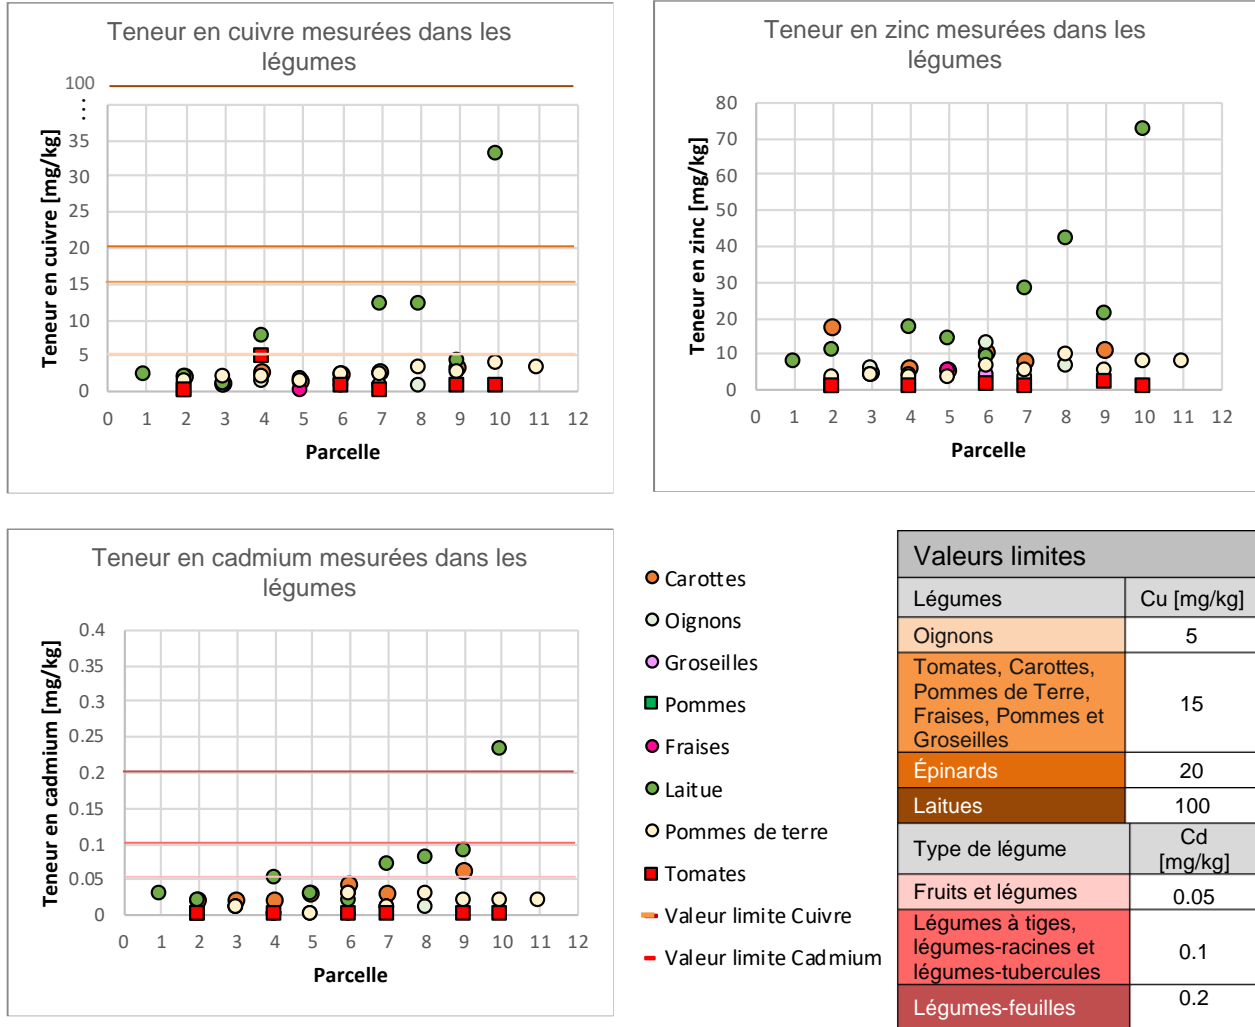 Teneur en cuivre mesurées dans les
légumes
Teneur en cuivre [mg/kg]
100
...
35
30
25
20
15
10
5
0
0 1 2 3 4 5 6 7 8 9 10 11 12
Parcelle
Teneur en zinc mesurées dans les
légumes
Teneur en zinc [mg/kg]
80
70
60
50
40
30
20
10
0
0 1 2 3 4 5 6 7 8 9 10 11 12
Parcelle
Teneur en cadmium mesurées dans les
légumes
Teneur en cadmium [mg/kg]
0.4
0.35
0.3
0.25
0.2
0.15
0.1
0.05
0
0 1 2 3 4 5 6 7 8 9 10 11 12
Parcelle
Carottes
Oignons
Groseilles
Pommes
Fraises
Laitue
Pommes de terre
Tomates
Valeur limite Cuivre
Valeur limite Cadmium
Valeurs limites
Légumes Cu [mg/kg]
Oignons 5
Tomates, Carottes,
Pommes de Terre,
Fraises, Pommes et
Groseilles
15
Épinards 20
Laitues 100
Type de légume
Cd
[mg/kg]
Fruits et légumes 0.05
Légumes à tiges,
légumes-racines et
légumes-tubercules
0.1
Légumes-feuilles 0.2